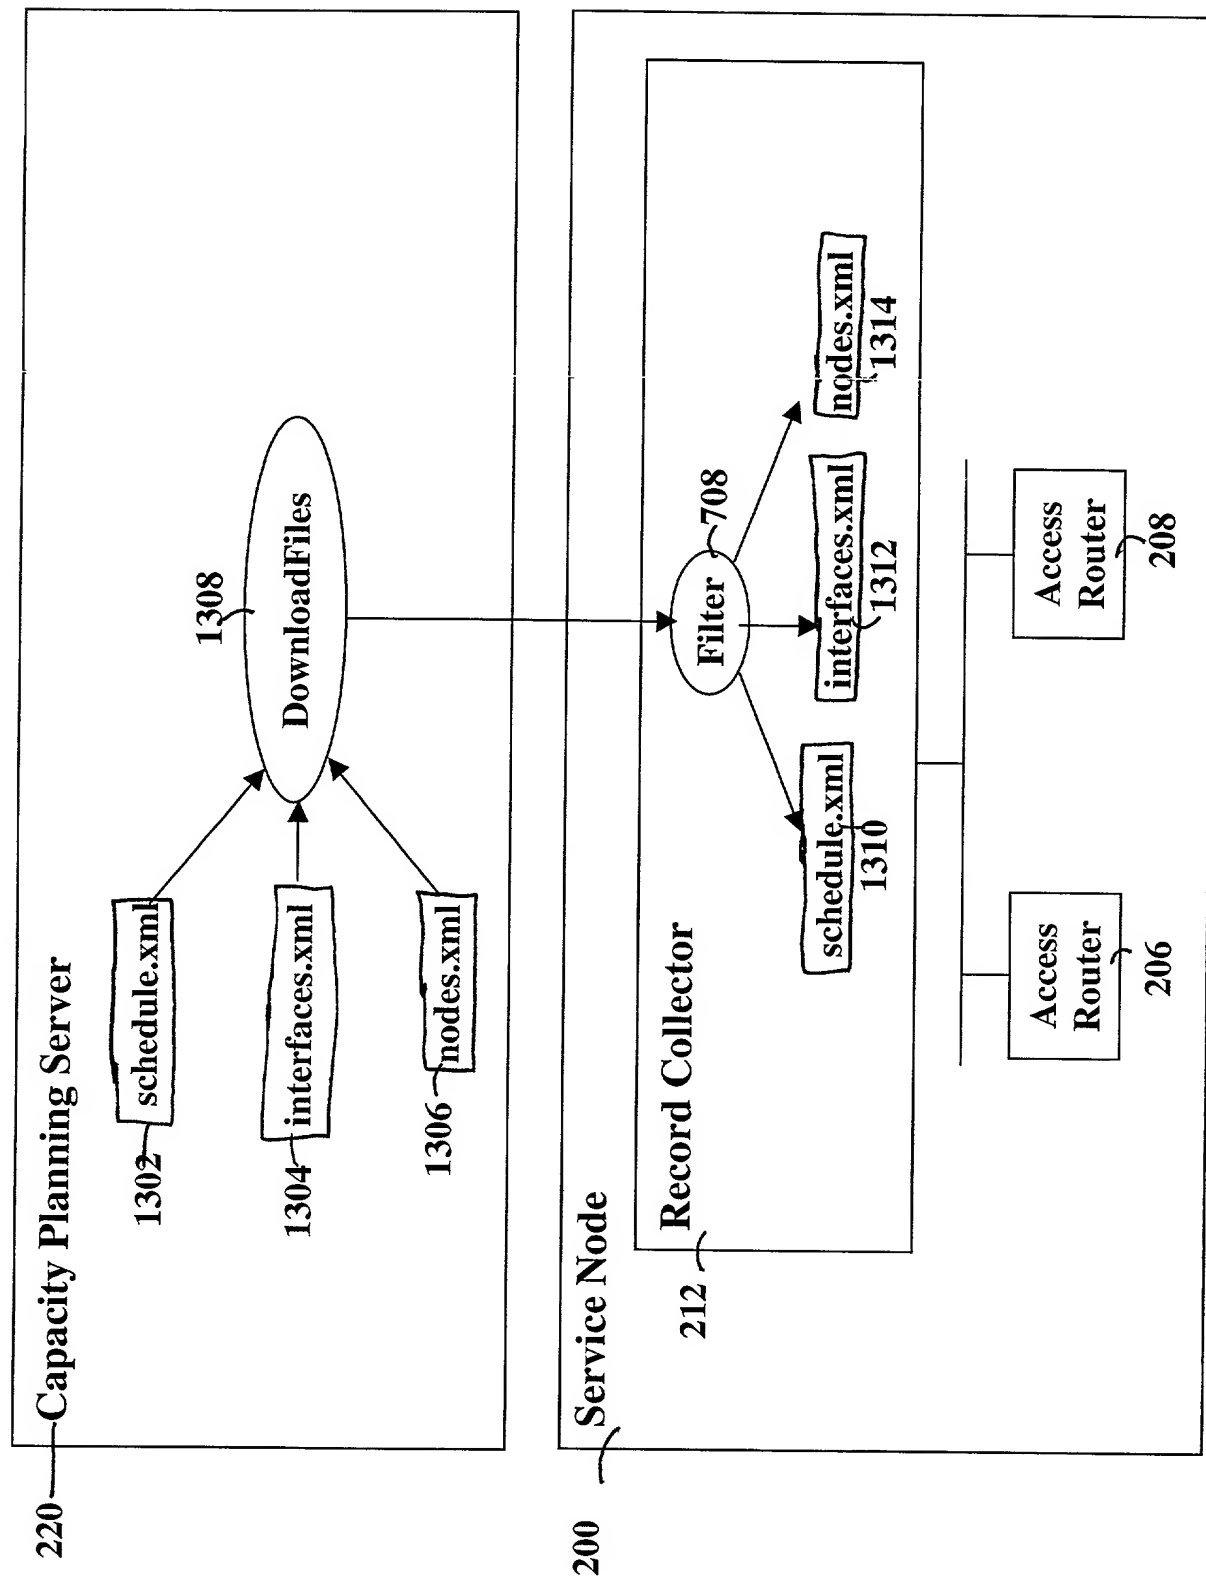 220
Capacity Planning Server
1302
schedule.xml
1304
interfaces.xml
1306
nodes.xml
1308
DownloadFiles
200
Service Node
212
Record Collector
Filter
708
schedule.xml
1310
interfaces.xml
1312
nodes.xml
1314
Access
Router
206
Access
Router
208